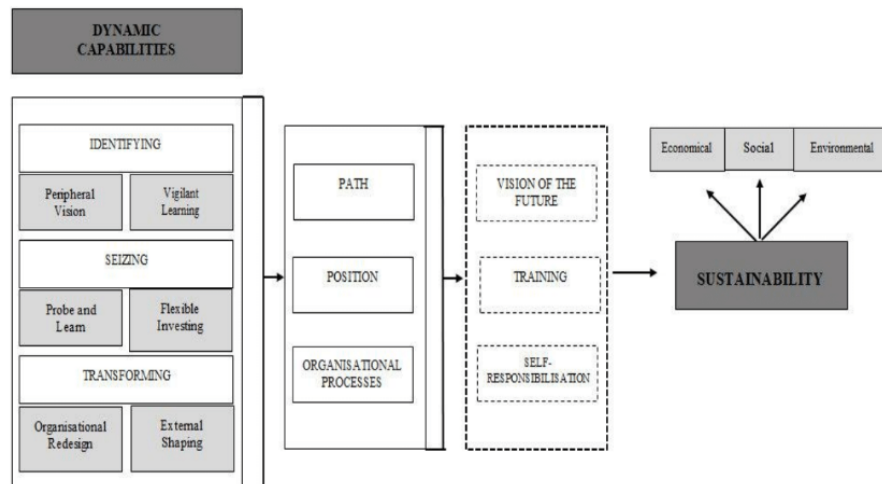 DYNAMIC
CAPABILITIES
IDENTIFYING
Peripheral
Vision
Vigilant
Learning
SEIZING
Probe and
Learn
Flexible
Investing
TRANSFORMING
Organisational
Redesign
External
Shaping
PATH
POSITION
ORGANISATIONAL
PROCESSES
VISION OF THE
FUTURE
TRAINING
SELF-
RESPONSIBILISATION
Economical
Social
Environmental
SUSTAINABILITY